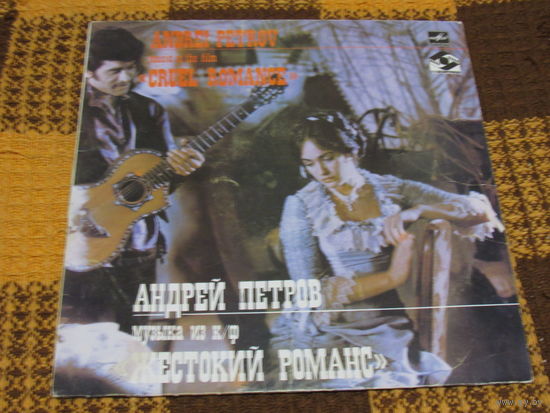 ANDREI PETROV
music of the film
«CRUEL ROMANCE»
АНДРЕЙ ПЕТРОВ
музыка из к/ф
«ЖЕСТОКИЙ РОМАНС»